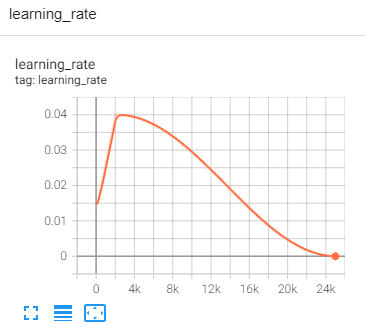 learning_rate
learning_rate
tag: learning_rate
0.04
0.03
0.02
0.01
0
0 4k 8k 12k 16k 20k 24k